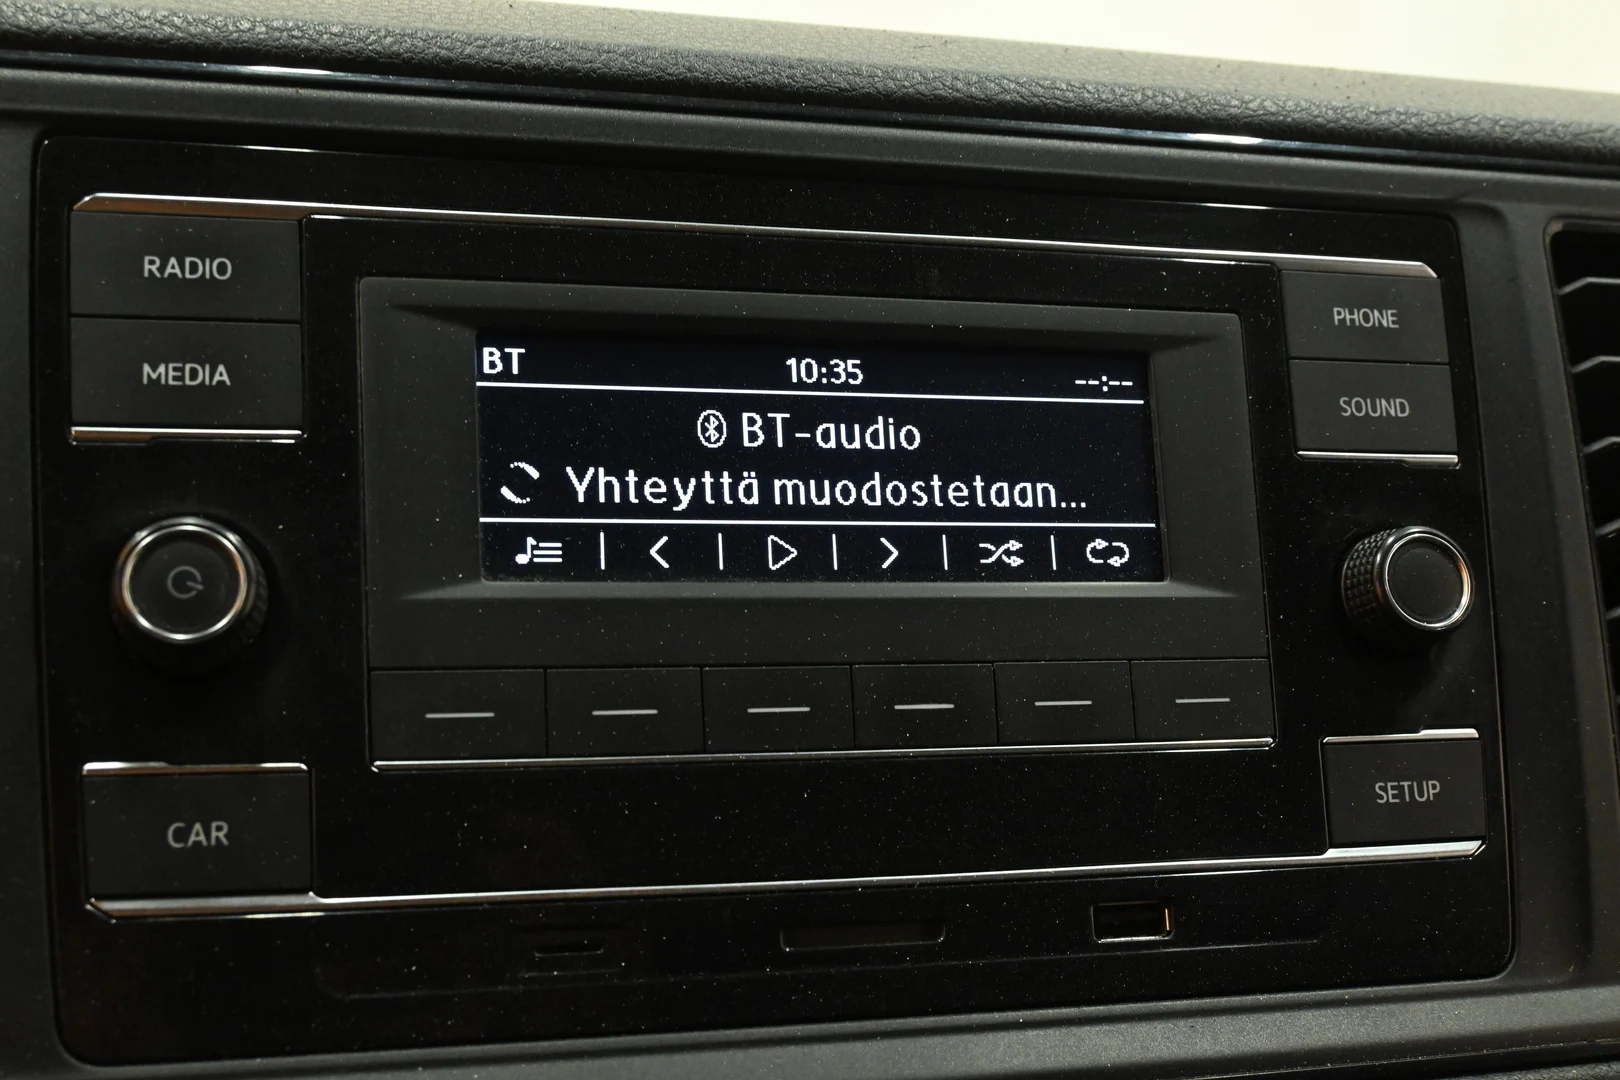 RADIO
MEDIA
CAR
BT 10:35 --:--
BT-audio
Yhteyttä muodostetaan...
PHONE
SOUND
SETUP